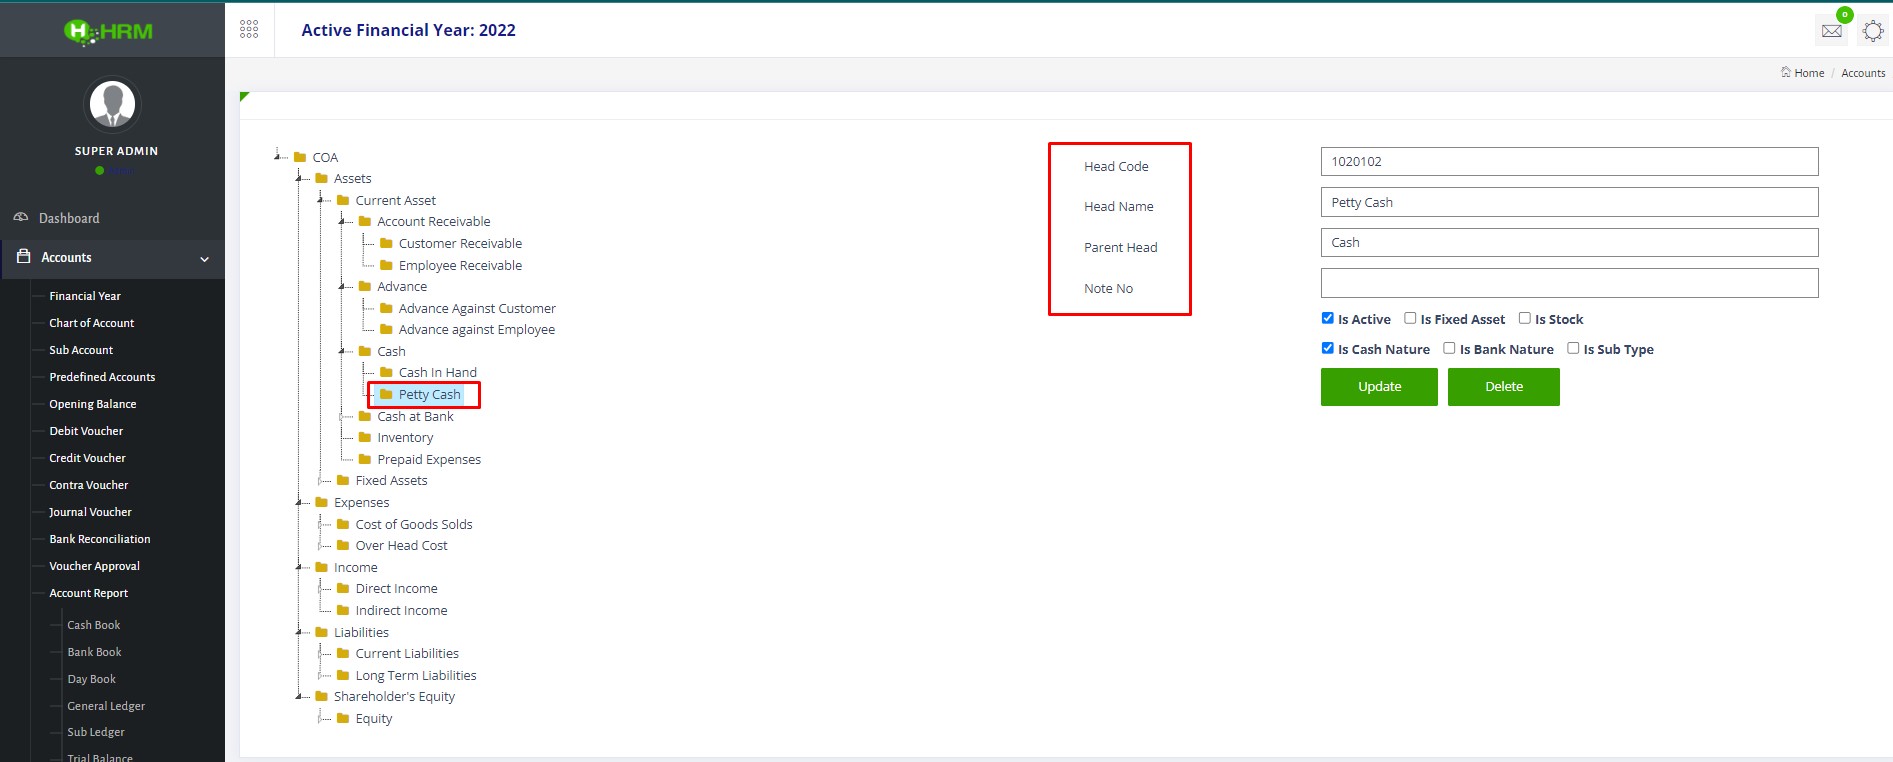 HRM
Active Financial Year: 2022
0
Home / Accounts
SUPER ADMIN
Dashboard
Accounts
Financial Year
Chart of Account
Sub Account
Predefined Accounts
Opening Balance
Debit Voucher
Credit Voucher
Contra Voucher
Journal Voucher
Bank Reconciliation
Voucher Approval
Account Report
Cash Book
Bank Book
Day Book
General Ledger
Sub Ledger
Trial Balance
COA
Assets
Current Asset
Account Receivable
Customer Receivable
Employee Receivable
Advance
Advance Against Customer
Advance against Employee
Cash
Cash In Hand
Petty Cash
Cash at Bank
Inventory
Prepaid Expenses
Fixed Assets
Expenses
Cost of Goods Solds
Over Head Cost
Income
Direct Income
Indirect Income
Liabilities
Current Liabilities
Long Term Liabilities
Shareholder's Equity
Equity
Head Code 1020102
Head Name Petty Cash
Parent Head Cash
Note No
Is Active Is Fixed Asset Is Stock
Is Cash Nature Is Bank Nature Is Sub Type
Update Delete